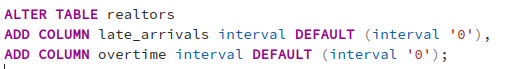 ALTER TABLE realtors
ADD COLUMN late_arrivals interval DEFAULT (interval '0'),
ADD COLUMN overtime interval DEFAULT (interval '0');